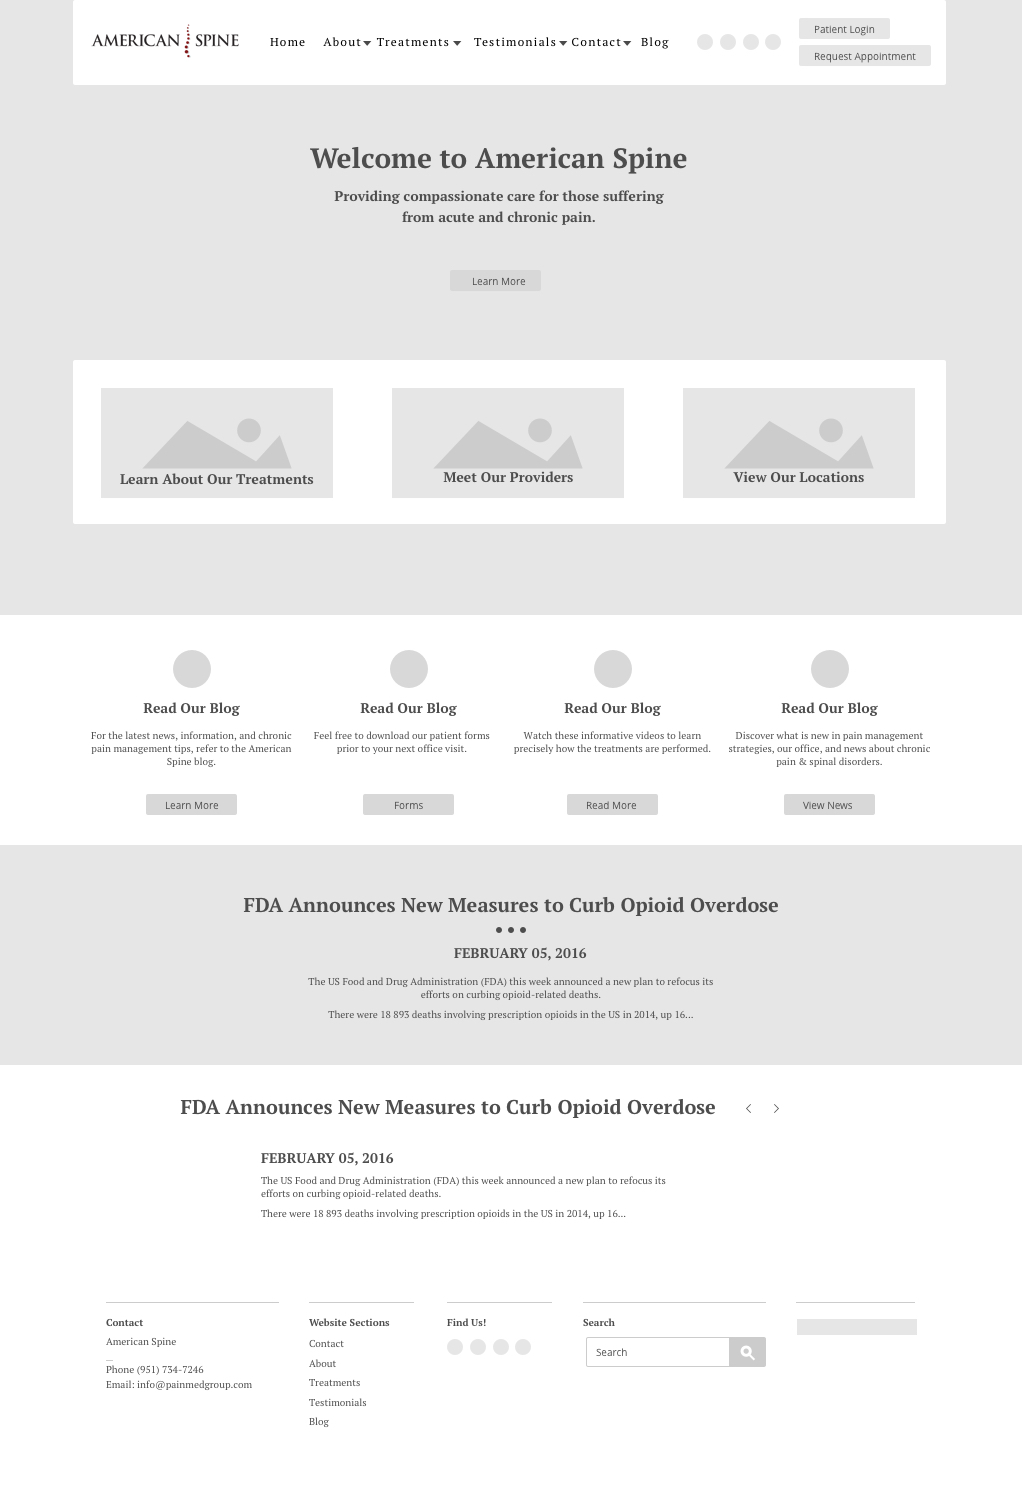 AMERICAN SPINE
Home About Treatments Testimonials Contact Blog
Patient Login
Request Appointment
Welcome to American Spine
Providing compassionate care for those suffering
from acute and chronic pain.
Learn More
Learn About Our Treatments
Meet Our Providers
View Our Locations
Read Our Blog
For the latest news, information, and chronic
pain management tips, refer to the American
Spine blog.
Learn More
Read Our Blog
Feel free to download our patient forms
prior to your next office visit.
Forms
Read Our Blog
Watch these informative videos to learn
precisely how the treatments are performed.
Read More
Read Our Blog
Discover what is new in pain management
strategies, our office, and news about chronic
pain & spinal disorders.
View News
FDA Announces New Measures to Curb Opioid Overdose
FEBRUARY 05, 2016
The US Food and Drug Administration (FDA) this week announced a new plan to refocus its
efforts on curbing opioid-related deaths.
There were 18 893 deaths involving prescription opioids in the US in 2014, up 16...
FDA Announces New Measures to Curb Opioid Overdose
FEBRUARY 05, 2016
The US Food and Drug Administration (FDA) this week announced a new plan to refocus its
efforts on curbing opioid-related deaths.
There were 18 893 deaths involving prescription opioids in the US in 2014, up 16...
Contact
American Spine
...
Phone (951) 734-7246
Email: info@painmedgroup.com
Website Sections
Contact
About
Treatments
Testimonials
Blog
Find Us!
Search
Search